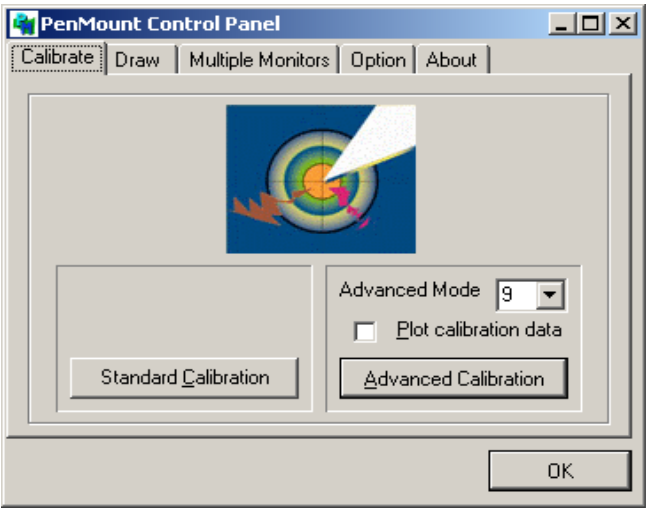 PenMount Control Panel
Calibrate Draw Multiple Monitors Option About
Advanced Mode 9
Plot calibration data
Standard Calibration Advanced Calibration
OK